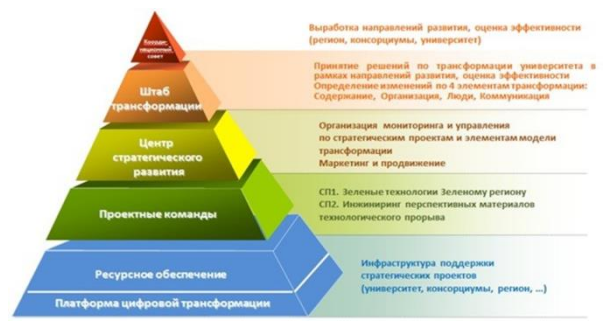 Коорди-
национный
совет
Выработка направлений развития, оценка эффективности
(регион, консорциумы, университет)
Штаб
трансформации
Принятие решений по трансформации университета в
рамках направлений развития, оценка эффективности
Определение изменений по 4 элементам трансформации:
Содержание, Организация, Люди, Коммуникация
Центр
стратегического
развития
Организация мониторинга и управления
по стратегическим проектам и элементам модели
трансформации
Маркетинг и продвижение
Проектные команды
СП1. Зеленые технологии Зеленому региону
СП2. Инжиниринг перспективных материалов
технологического прорыва
Ресурсное обеспечение
Платформа цифровой трансформации
Инфраструктура поддержки
стратегических проектов
(университет, консорциумы, регион, ...)